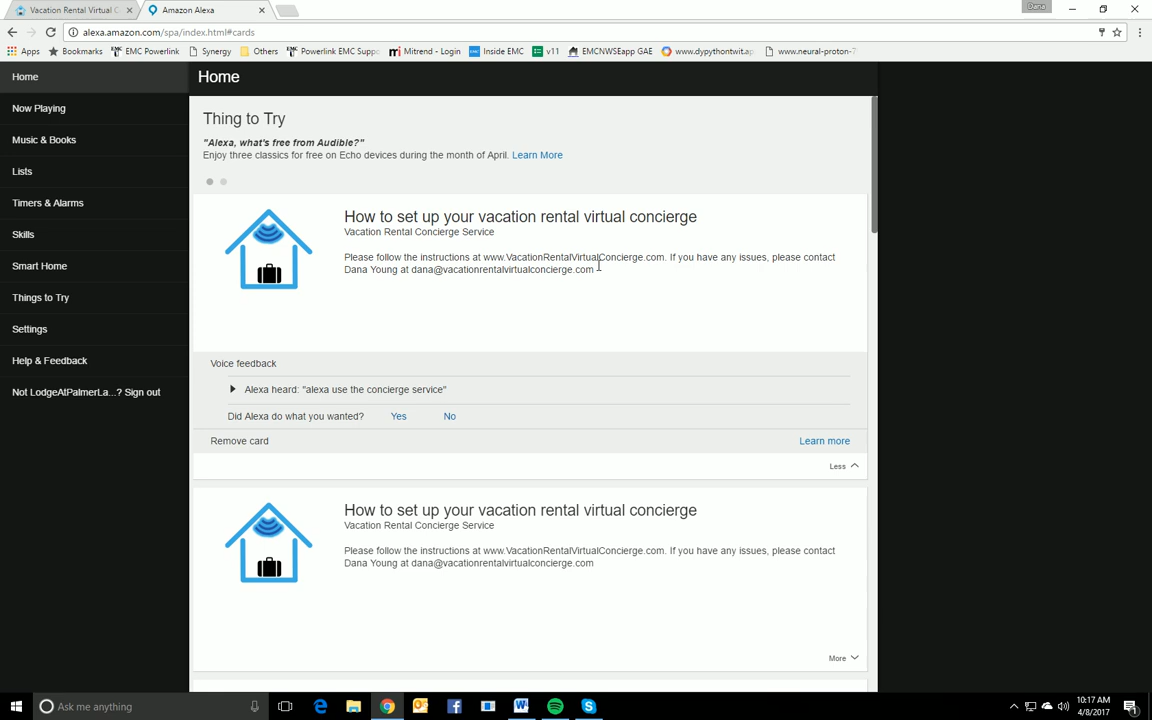 Vacation Rental Virtual C
Amazon Alexa
Dana
alexa.amazon.com/spa/index.html#cards
Apps
Bookmarks
EMC Powerlink
Synergy
Others
Powerlink EMC Suppo
Mitrend - Login
Inside EMC
v11
EMCNWSEapp GAE
www.dypythontwit.ap
www.neural-proton-7
Home
Now Playing
Music & Books
Lists
Timers & Alarms
Skills
Smart Home
Things to Try
Settings
Help & Feedback
Not LodgeAtPalmerLa...? Sign out
Home
Thing to Try
"Alexa, what's free from Audible?"
Enjoy three classics for free on Echo devices during the month of April. Learn More
How to set up your vacation rental virtual concierge
Vacation Rental Concierge Service
Please follow the instructions at www.VacationRentalVirtualConcierge.com. If you have any issues, please contact
Dana Young at dana@vacationrentalvirtualconcierge.com
Voice feedback
Alexa heard: "alexa use the concierge service"
Did Alexa do what you wanted? Yes No
Remove card Learn more
Less
How to set up your vacation rental virtual concierge
Vacation Rental Concierge Service
Please follow the instructions at www.VacationRentalVirtualConcierge.com. If you have any issues, please contact
Dana Young at dana@vacationrentalvirtualconcierge.com
More
Ask me anything
10:17 AM
4/8/2017